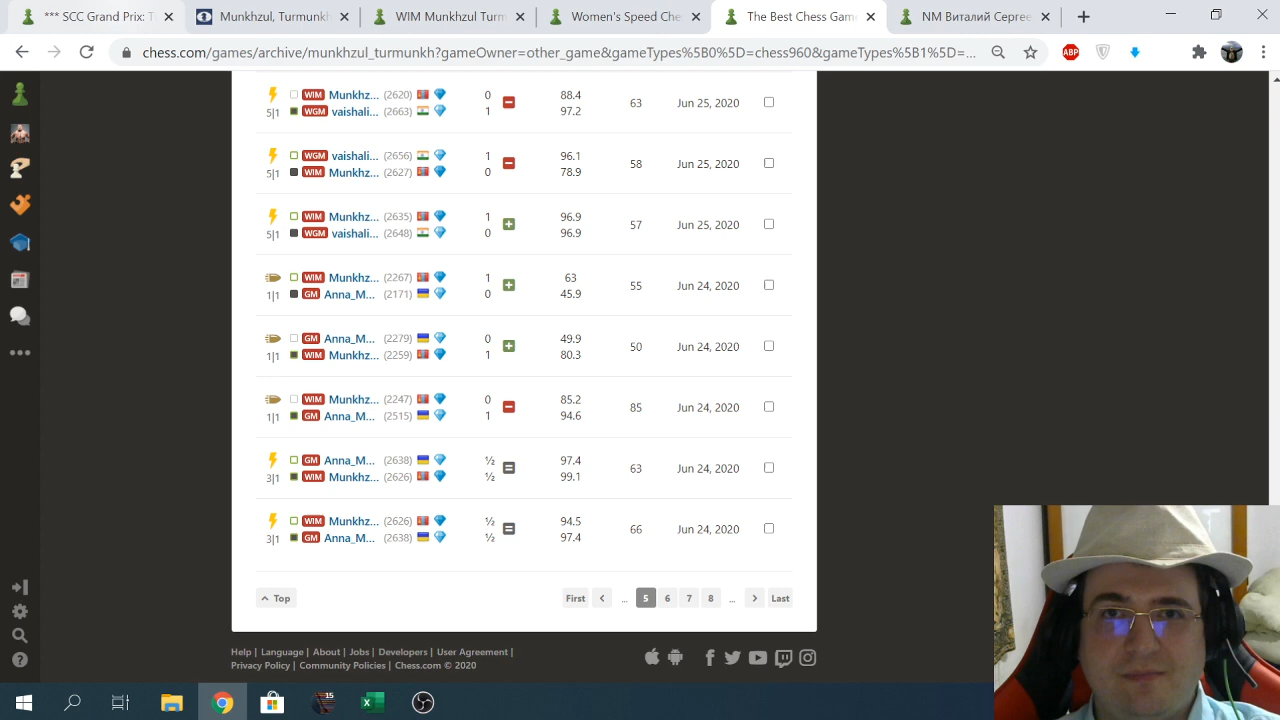 *** SCC Grand Prix: T
WIM Munkhzul T
Women's Speed Che
The Best Chess Game
NM Виталий Сергее
chess.com/games/archive/munkhzul_turmunkh?gameOwner=other_game&gameTypes%5B0%5D=chess960&gameTypes%5B1%5D=...
ABP
WIM Munkhz... (2620) 0 88.4
5|1 WGM vaishali... (2663) 1 97.2 63 Jun 25, 2020
WGM vaishali... (2656) 1 96.1
5|1 WIM Munkhz... (2627) 0 78.9 58 Jun 25, 2020
WIM Munkhz... (2635) 1 96.9
5|1 WGM vaishali... (2648) 0 96.9 57 Jun 25, 2020
WIM Munkhz... (2267) 1 63
1|1 GM Anna_M... (2171) 0 45.9 55 Jun 24, 2020
GM Anna_M... (2279) 0 49.9
1|1 WIM Munkhz... (2259) 1 80.3 50 Jun 24, 2020
WIM Munkhz... (2247) 0 85.2
1|1 GM Anna_M... (2515) 1 94.6 85 Jun 24, 2020
GM Anna_M... (2638) ½ 97.4
3|1 WIM Munkhz... (2626) ½ 99.1 63 Jun 24, 2020
WIM Munkhz... (2626) ½ 94.5
3|1 GM Anna_M... (2638) ½ 97.4 66 Jun 24, 2020
Top First ... 5 6 7 8 ... Last
Help | Language | About | Jobs | Developers | User Agreement |
Privacy Policy | Community Policies | Chess.com © 2020
15